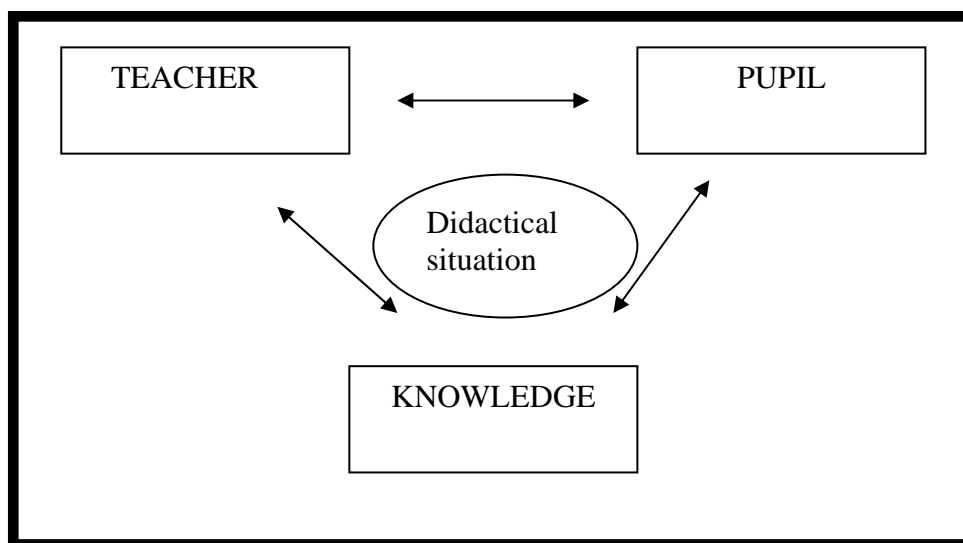 TEACHER
PUPIL
Didactical
situation
KNOWLEDGE